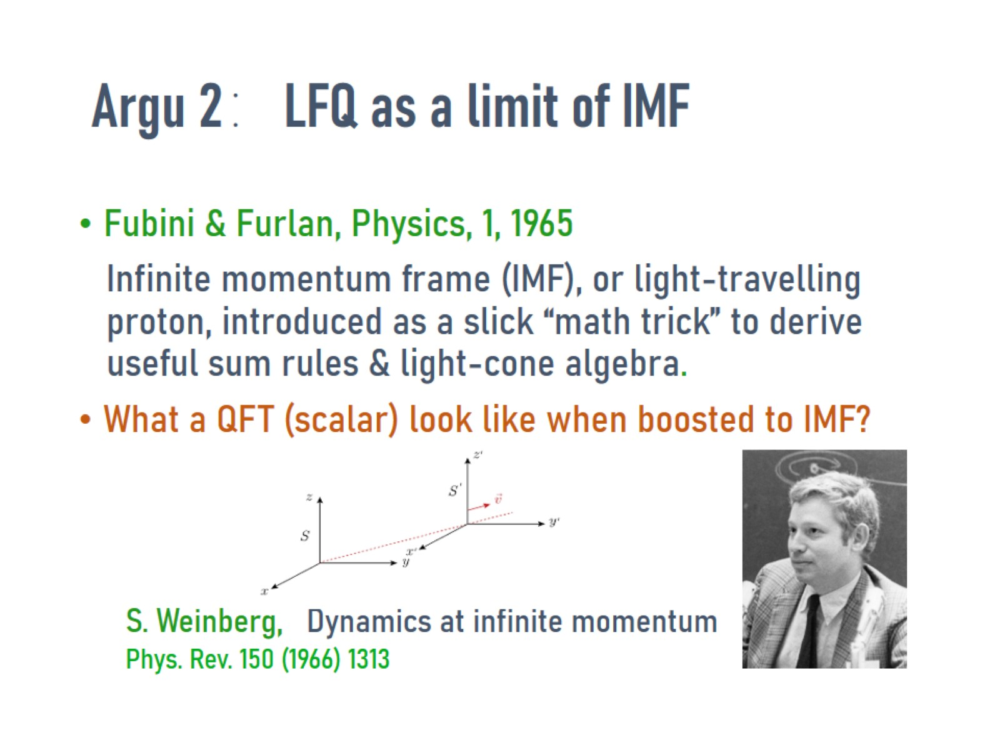 Argu 2: LFQ as a limit of IMF
• Fubini & Furlan, Physics, 1, 1965
Infinite momentum frame (IMF), or light-travelling
proton, introduced as a slick “math trick” to derive
useful sum rules & light-cone algebra.
• What a QFT (scalar) look like when boosted to IMF?
z'
S'
v⃗
z
y'
S
x'
y
x
S. Weinberg, Dynamics at infinite momentum
Phys. Rev. 150 (1966) 1313